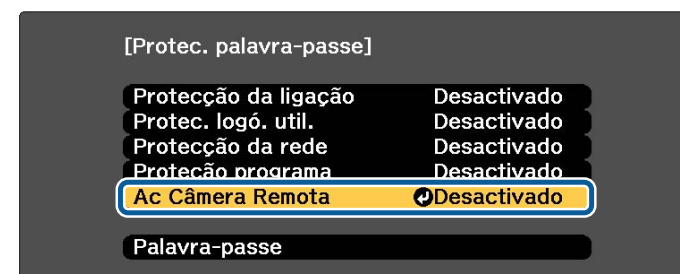 [Protec. palavra-passe]
Protecção da ligação Desactivado
Protec. logó. util. Desactivado
Protecção da rede Desactivado
Proteção programa Desactivado
Ac Câmera Remota Desactivado
Palavra-passe